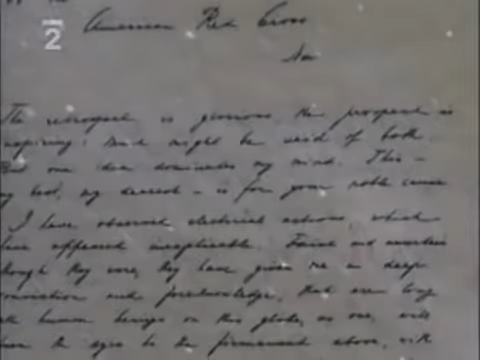 2
American Red Cross
The retrospect is glorious, the prospect is
inspiring: Much might be said of both.
But one idea dominates my mind. This -
my best, my dearest - is for your noble cause
I have observed electrical actions, which
have appeared inexplicable. Faint and uncertain
though they were, they have given me a deep
conviction and foreknowledge, that ere long
all human beings on this globe, as one, will
turn the eyes to the firmament above, with